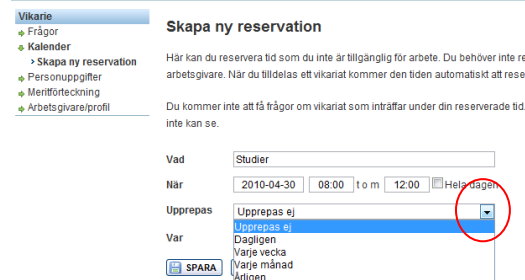 Vikarie
Frågor
Kalender
Skapa ny reservation
Personuppgifter
Meritförteckning
Arbetsgivare/profil
Skapa ny reservation
Här kan du reservera tid som du inte är tillgänglig för arbete. Du behöver inte
arbetsgivare. När du tilldelas ett vikariat kommer den tiden automatiskt att
Du kommer inte att få frågor om vikariat som inträffar under din reserverade tid.
inte kan se.
Vad Studier
När 2010-04-30 08:00 t o m 12:00 Hela dagen
Upprepas Upprepas ej
Upprepas ej
Var Dagligen
Varje vecka
Varje månad
SPARA Årligen